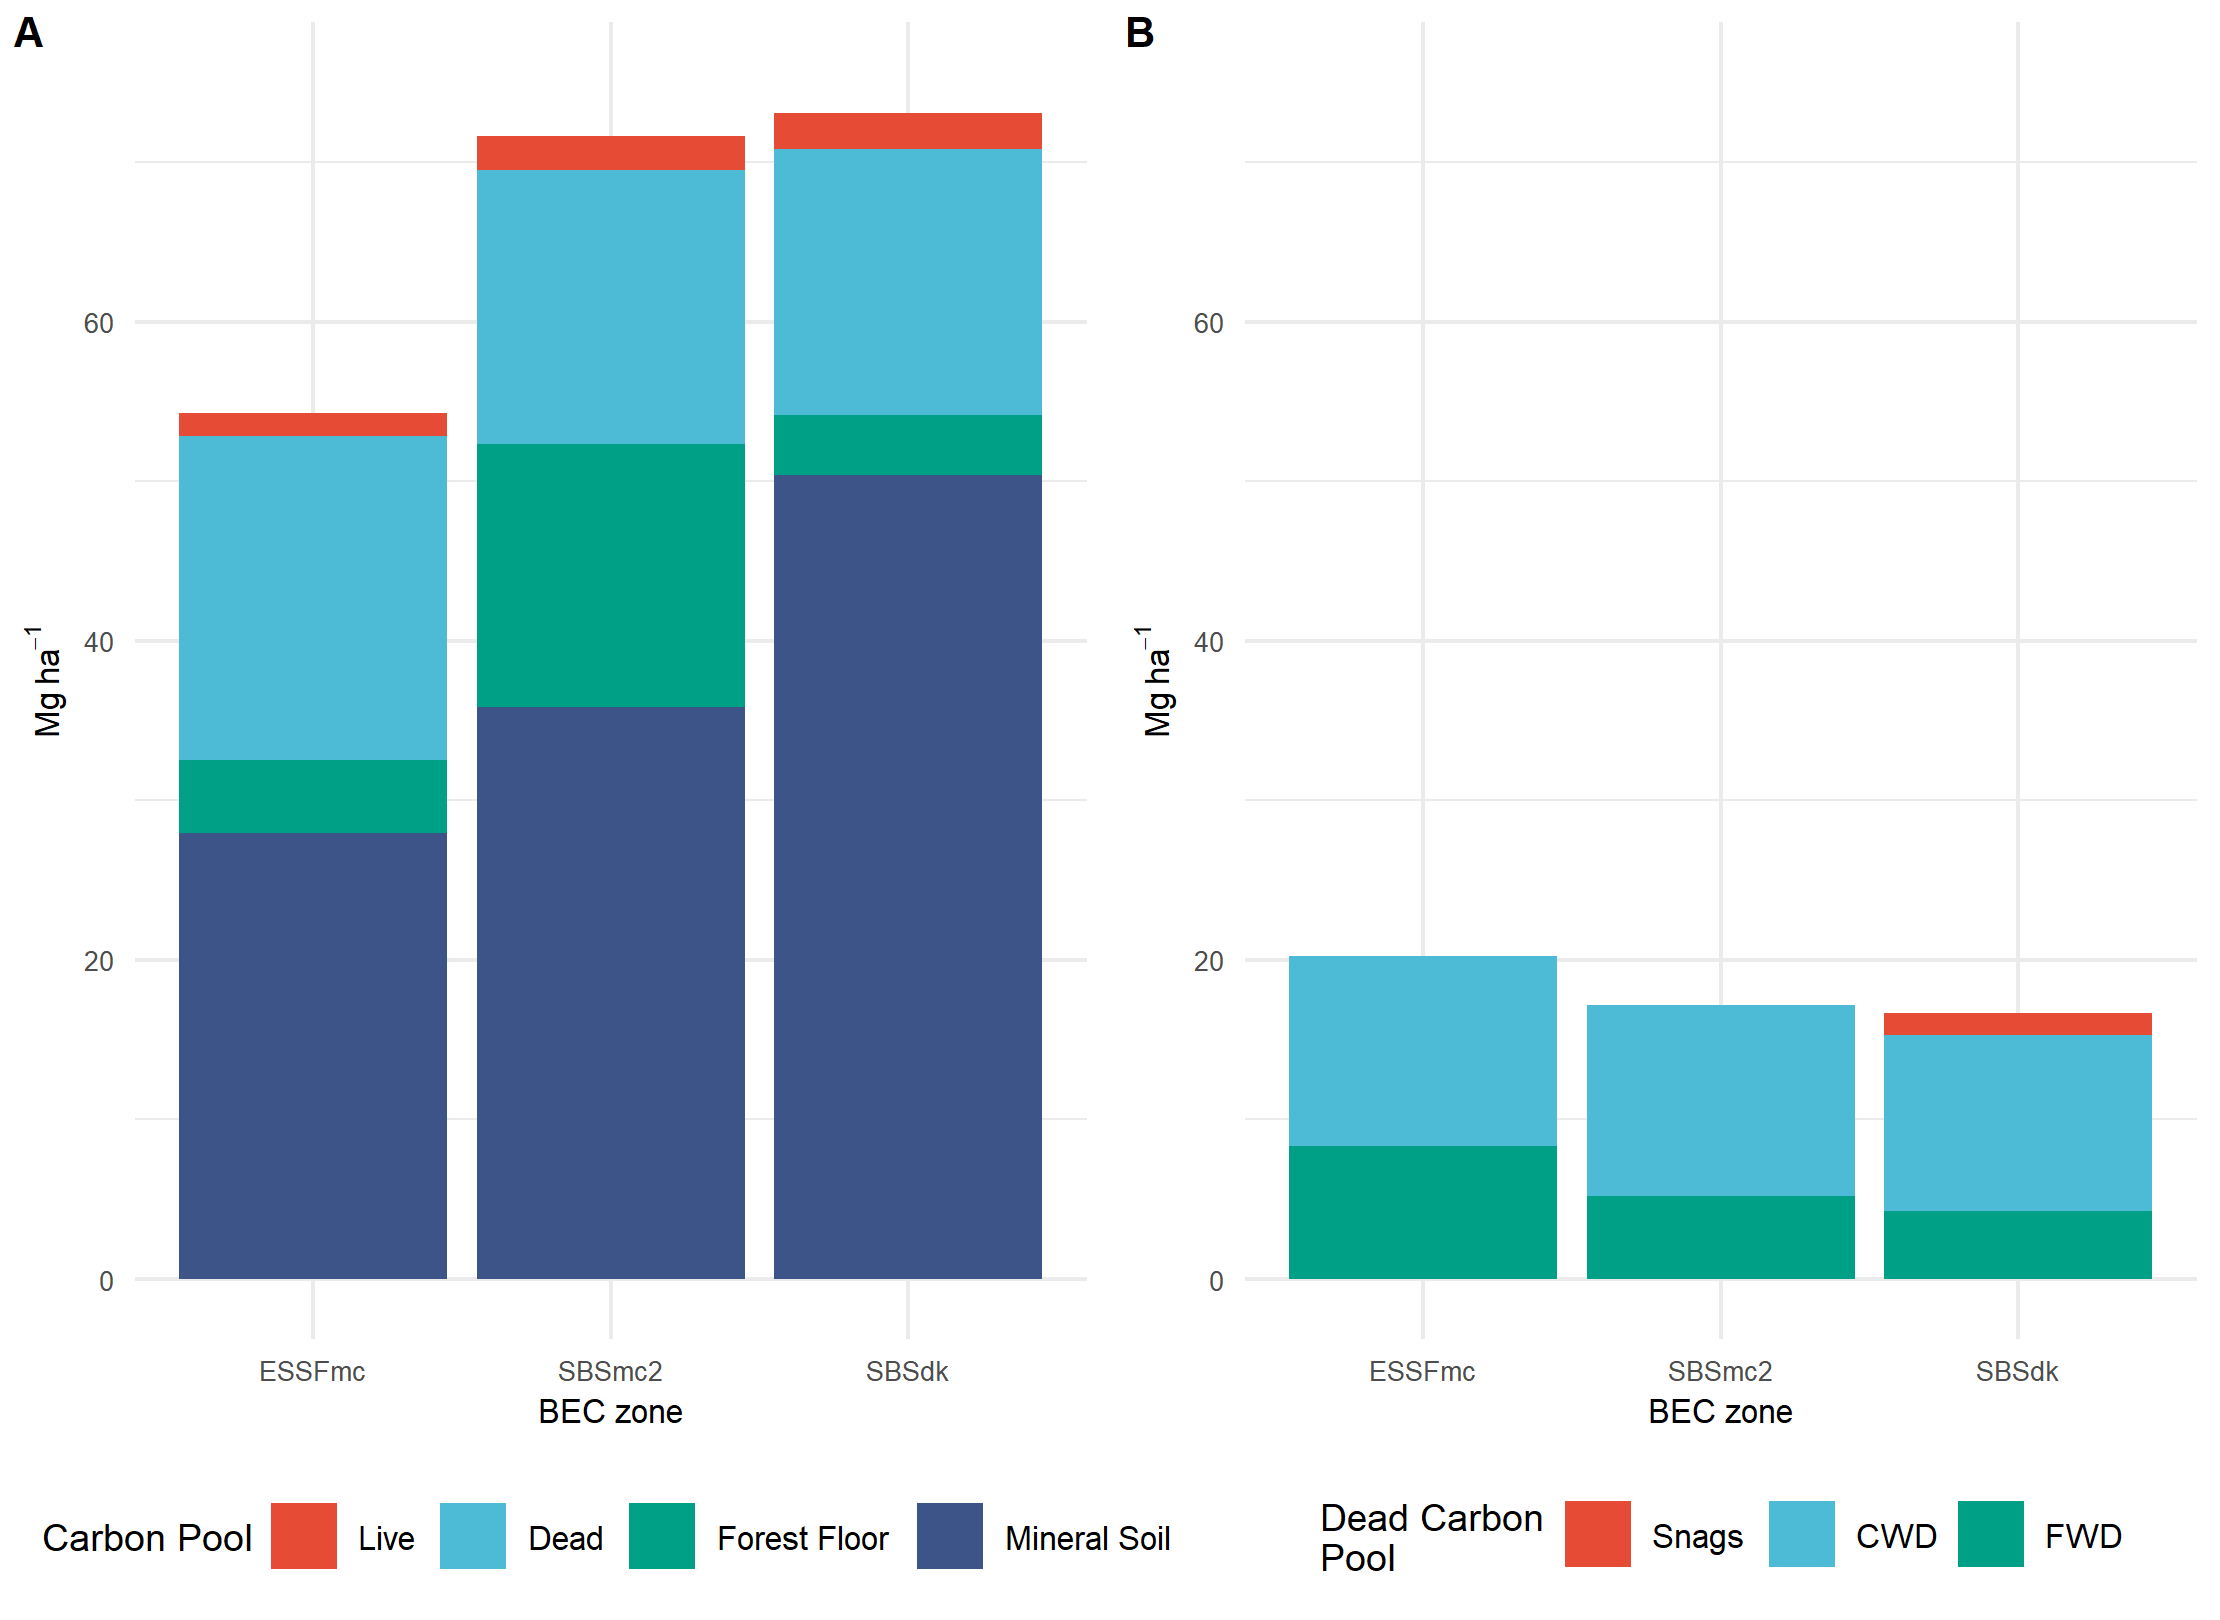 A
60
40
20
0
Mg ha⁻¹
ESSFmc SBSmc2 SBSdk
BEC zone
Carbon Pool Live Dead Forest Floor Mineral Soil
B
60
40
20
0
Mg ha⁻¹
ESSFmc SBSmc2 SBSdk
BEC zone
Dead Carbon
Pool
Snags CWD FWD